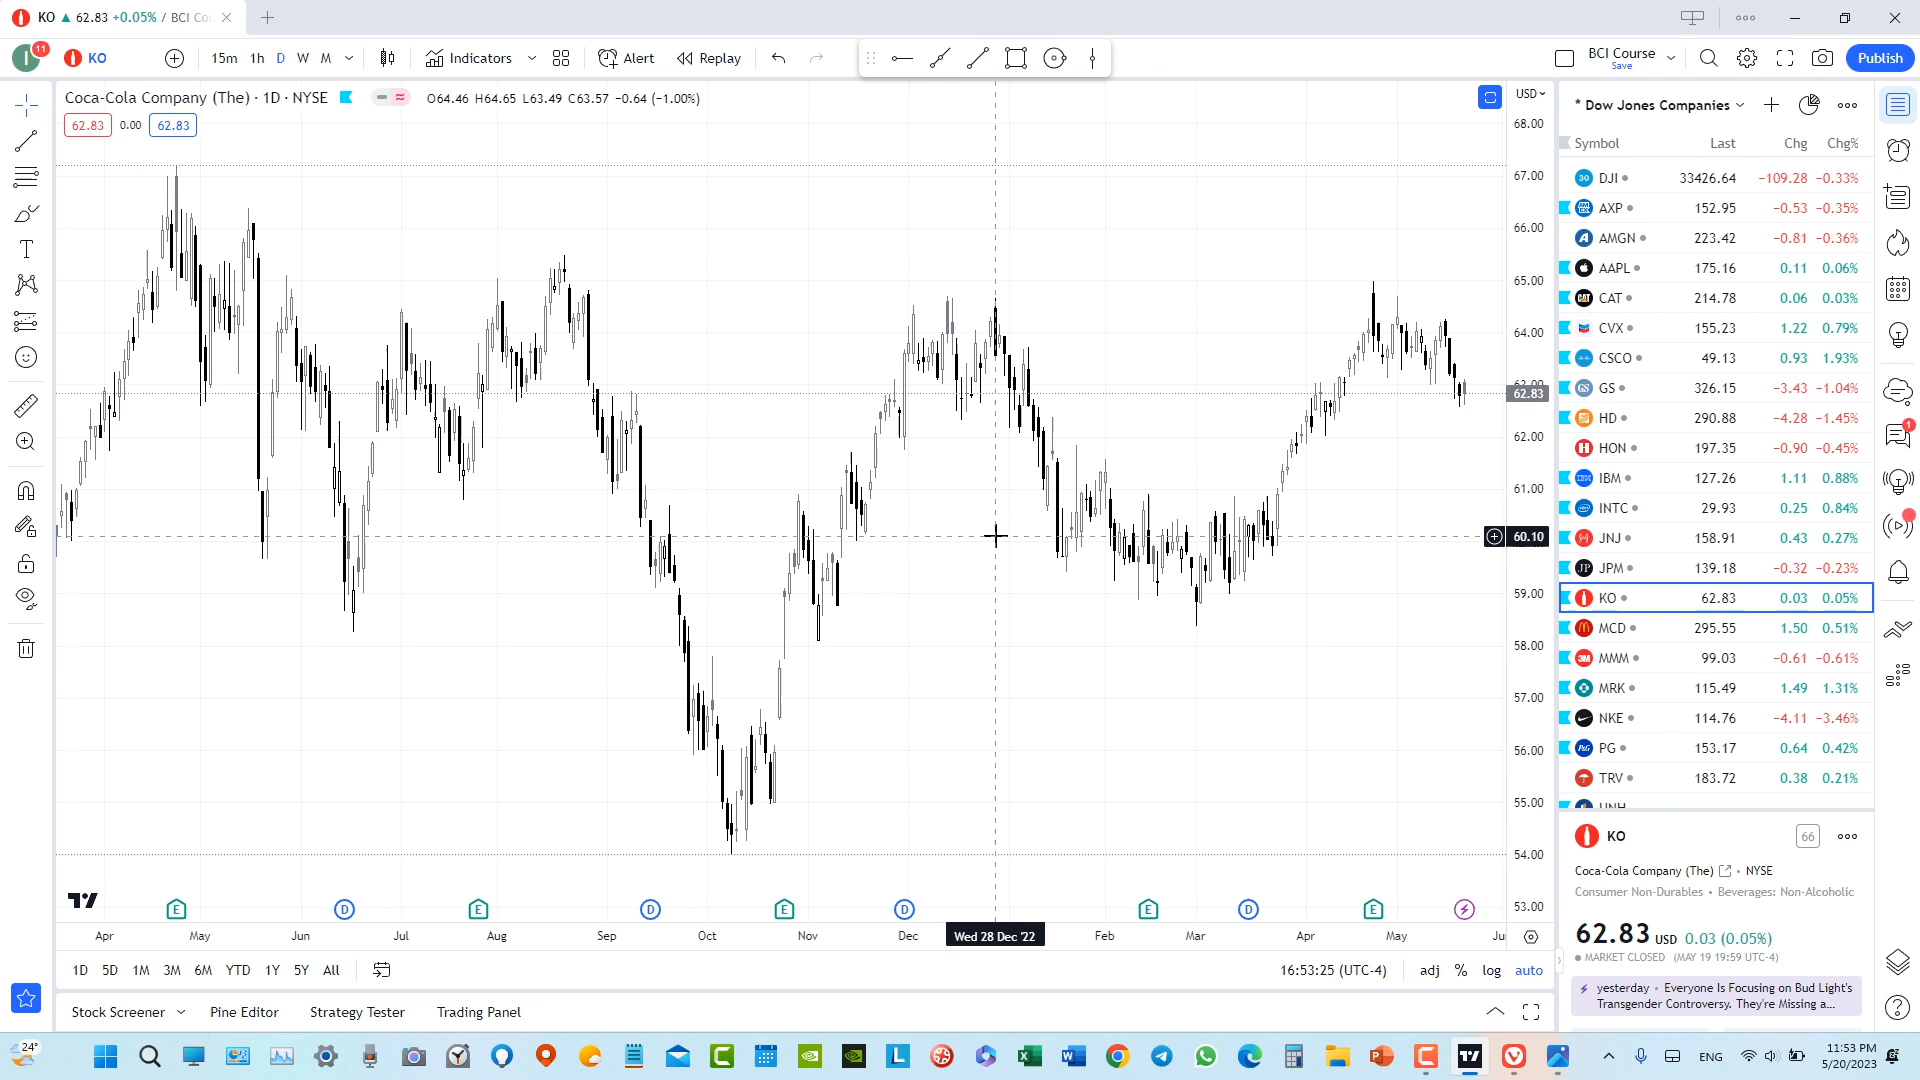 KO ▲ 62.83 +0.05% / BCI Co
11
KO
15m 1h D W M
Indicators
Alert
Replay
BCI Course
Save
Publish
Coca-Cola Company (The) · 1D · NYSE
O64.46 H64.65 L63.49 C63.57 −0.64 (−1.00%)
62.83 0.00 62.83
USD
68.00
67.00
66.00
65.00
64.00
62.83
62.00
61.00
60.10
59.00
58.00
57.00
56.00
55.00
54.00
53.00
E D E D E D E D E
Apr May Jun Jul Aug Sep Oct Nov Dec Wed 28 Dec '22 Feb Mar Apr May
1D 5D 1M 3M 6M YTD 1Y 5Y All
16:53:25 (UTC-4) adj % log auto
Stock Screener Pine Editor Strategy Tester Trading Panel
* Dow Jones Companies
Symbol Last Chg Chg%
DJI 33426.64 −109.28 −0.33%
AXP 152.95 −0.53 −0.35%
AMGN 223.42 −0.81 −0.36%
AAPL 175.16 0.11 0.06%
CAT 214.78 0.06 0.03%
CVX 155.23 1.22 0.79%
CSCO 49.13 0.93 1.93%
GS 326.15 −3.43 −1.04%
HD 290.88 −4.28 −1.45%
HON 197.35 −0.90 −0.45%
IBM 127.26 1.11 0.88%
INTC 29.93 0.25 0.84%
JNJ 158.91 0.43 0.27%
JPM 139.18 −0.32 −0.23%
KO 62.83 0.03 0.05%
MCD 295.55 1.50 0.51%
MMM 99.03 −0.61 −0.61%
MRK 115.49 1.49 1.31%
NKE 114.76 −4.11 −3.46%
PG 153.17 0.64 0.42%
TRV 183.72 0.38 0.21%
KO
66
Coca-Cola Company (The) • NYSE
Consumer Non-Durables • Beverages: Non-Alcoholic
62.83 USD 0.03 (0.05%)
MARKET CLOSED (MAY 19 19:59 UTC-4)
yesterday • Everyone Is Focusing on Bud Light's
Transgender Controversy. They're Missing a...
1
24°
ENG
11:53 PM
5/20/2023